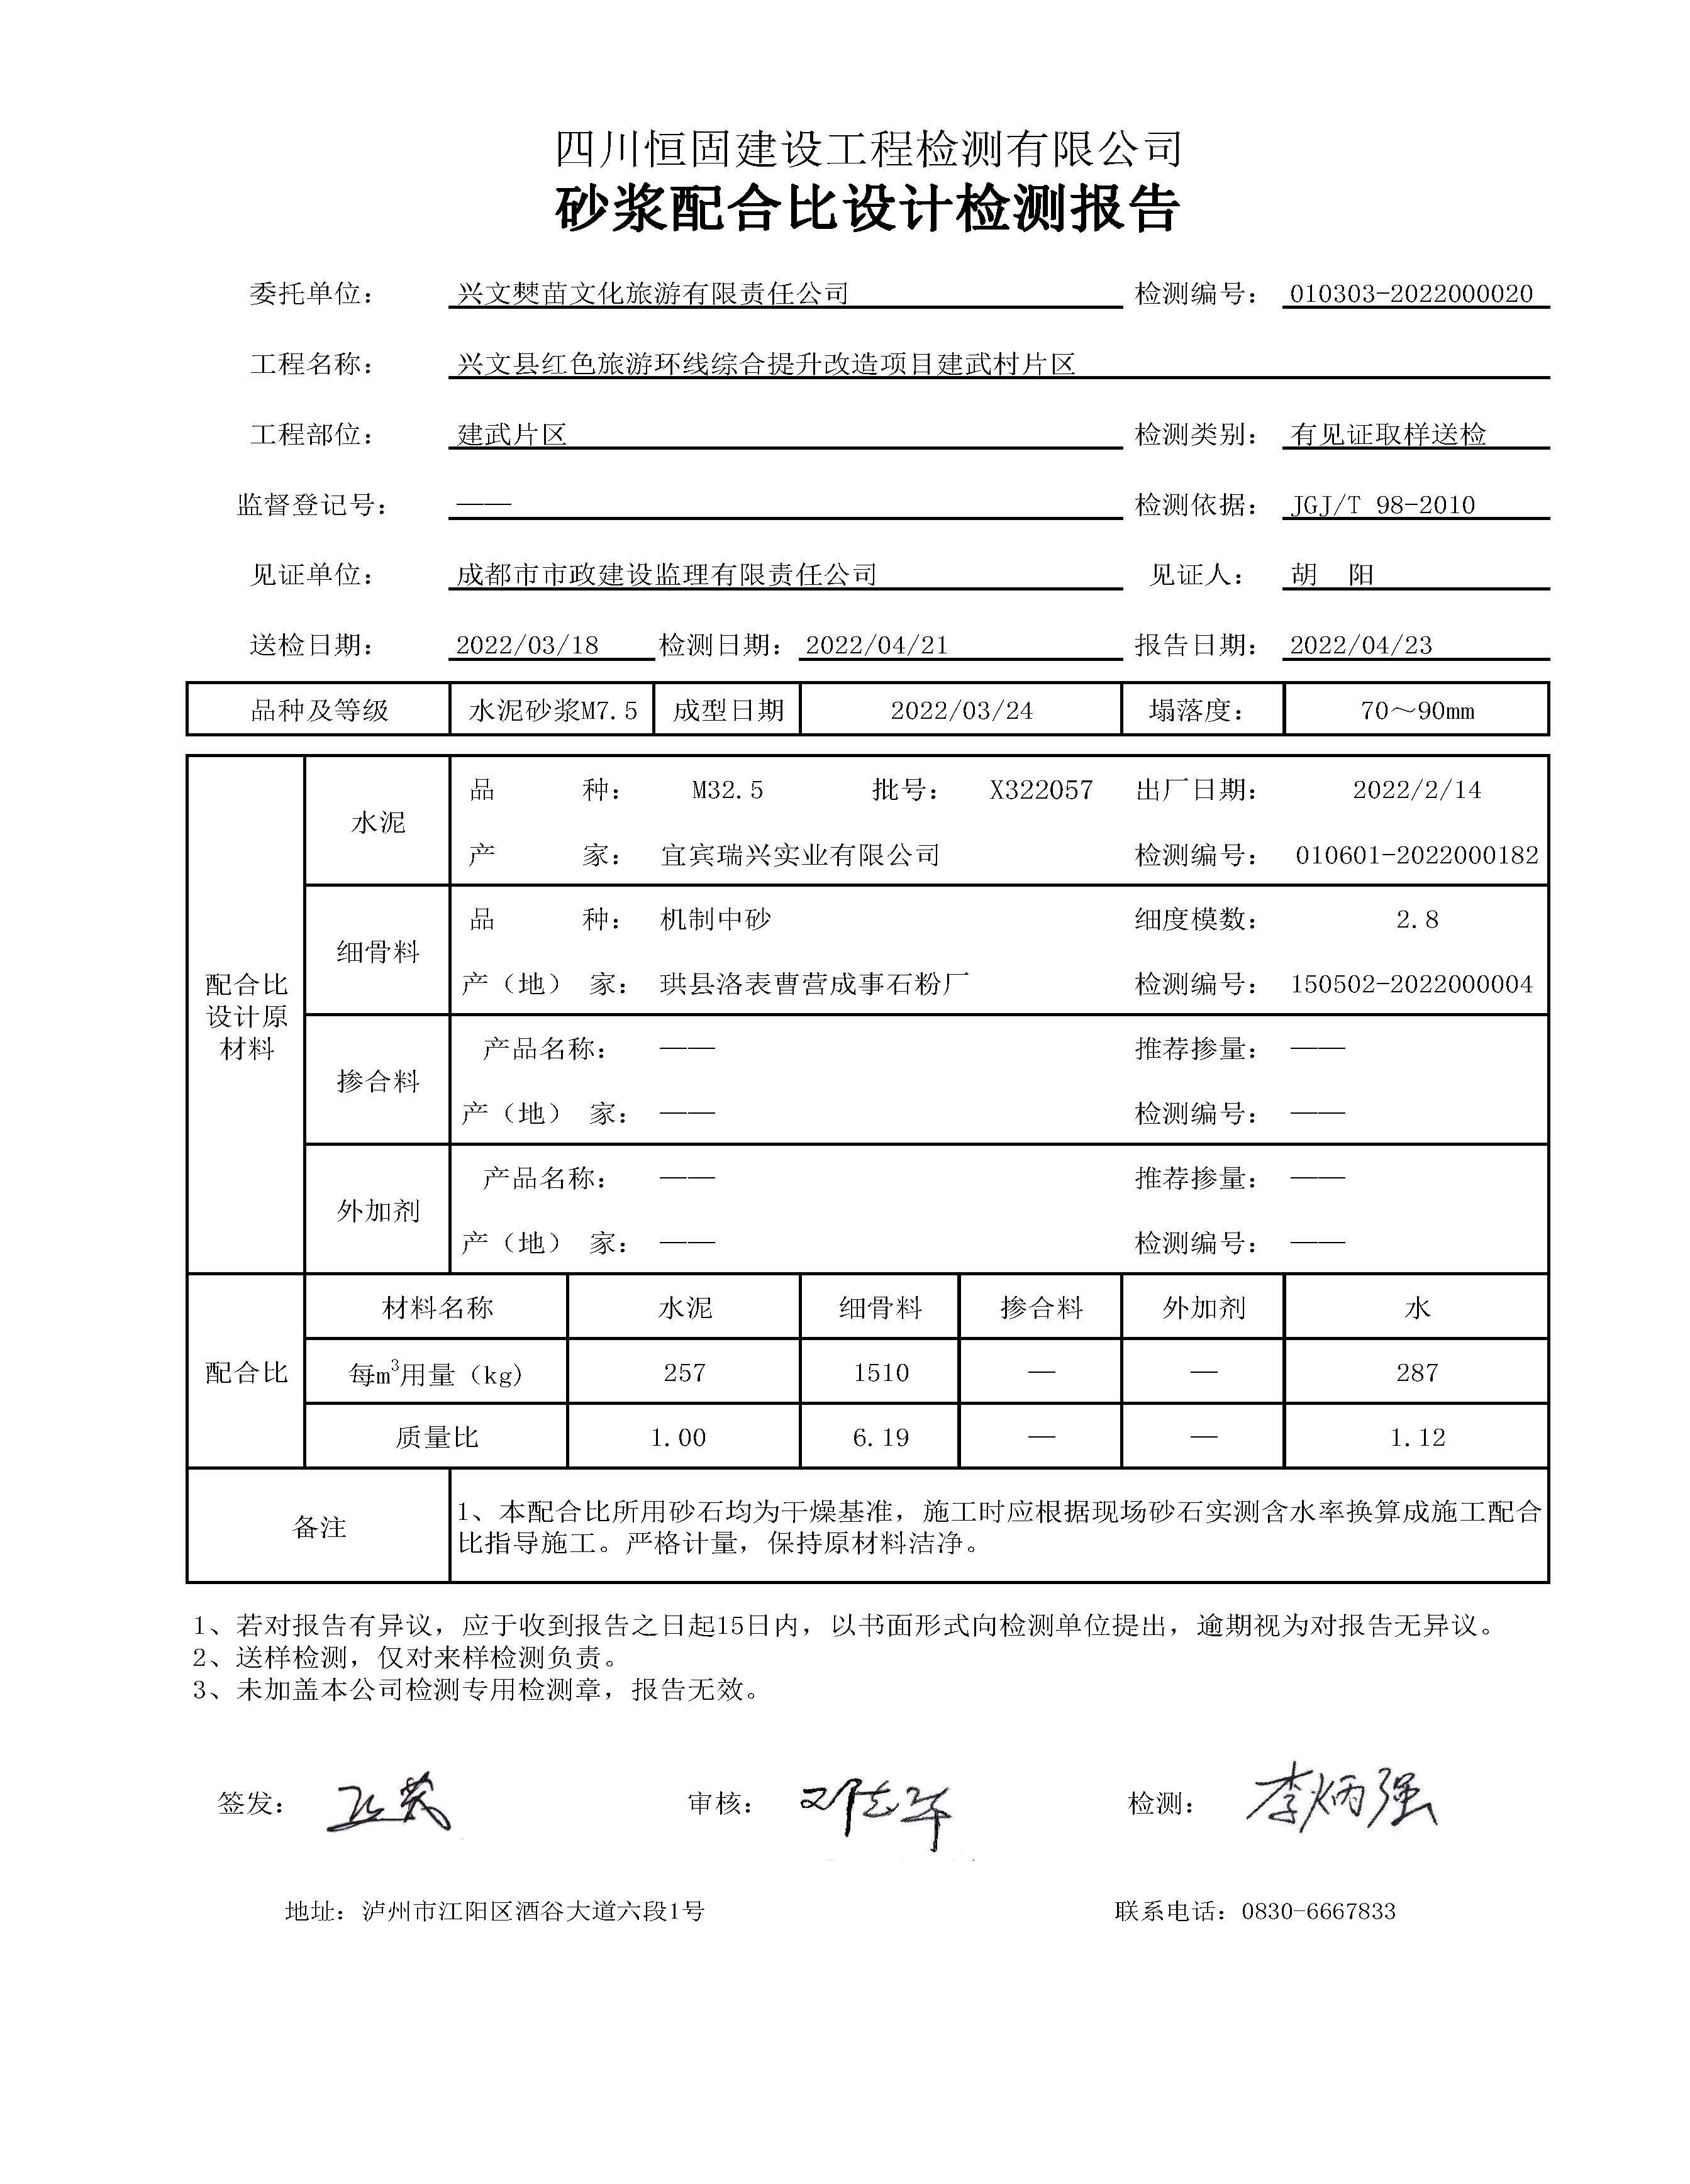 四川恒固建设工程检测有限公司
砂浆配合比设计检测报告
委托单位： 兴文僰苗文化旅游有限责任公司 检测编号： 010303-2022000020
工程名称： 兴文县红色旅游环线综合提升改造项目建武村片区
工程部位： 建武片区 检测类别： 有见证取样送检
监督登记号： —— 检测依据： JGJ/T 98-2010
见证单位： 成都市市政建设监理有限责任公司 见证人： 胡 阳
送检日期： 2022/03/18 检测日期： 2022/04/21 报告日期： 2022/04/23
品种及等级 水泥砂浆M7.5 成型日期 2022/03/24 塌落度： 70～90mm
配合比设计原材料
水泥
品 种： M32.5 批号： X322057 出厂日期： 2022/2/14
产 家： 宜宾瑞兴实业有限公司 检测编号： 010601-2022000182
细骨料
品 种： 机制中砂 细度模数： 2.8
产（地） 家： 珙县洛表曹营成事石粉厂 检测编号： 150502-2022000004
掺合料
产品名称： —— 推荐掺量： ——
产（地） 家： —— 检测编号： ——
外加剂
产品名称： —— 推荐掺量： ——
产（地） 家： —— 检测编号： ——
配合比
材料名称 水泥 细骨料 掺合料 外加剂 水
每m³用量（kg） 257 1510 — — 287
质量比 1.00 6.19 — — 1.12
备注
1、本配合比所用砂石均为干燥基准，施工时应根据现场砂石实测含水率换算成施工配合
比指导施工。严格计量，保持原材料洁净。
1、若对报告有异议，应于收到报告之日起15日内，以书面形式向检测单位提出，逾期视为对报告无异议。
2、送样检测，仅对来样检测负责。
3、未加盖本公司检测专用检测章，报告无效。
签发： 审核： 检测： 李炳强
地址：泸州市江阳区酒谷大道六段1号 联系电话：0830-6667833